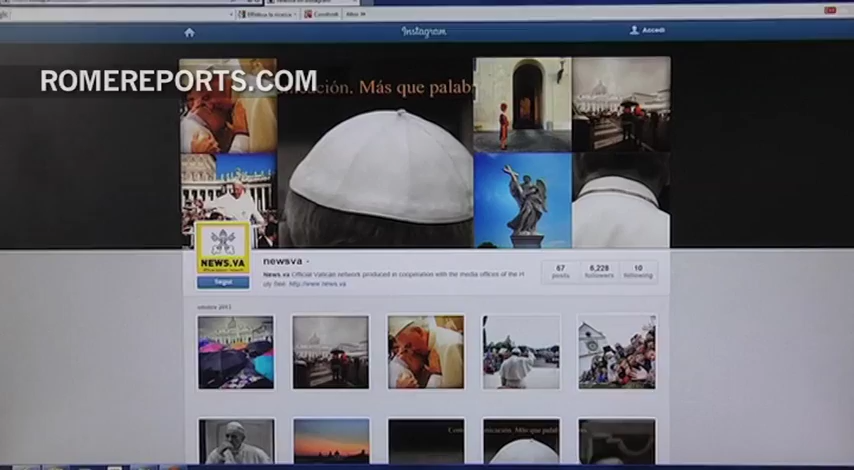 Instagram
Accedi
ROMEREPORTS.COM
Más que palab
NEWS.VA
Segui
newsva
News.va Official Vatican network produced in cooperation with the media offices of the H
oly See. http://www.news.va
67 posts
6,228 followers
10 following